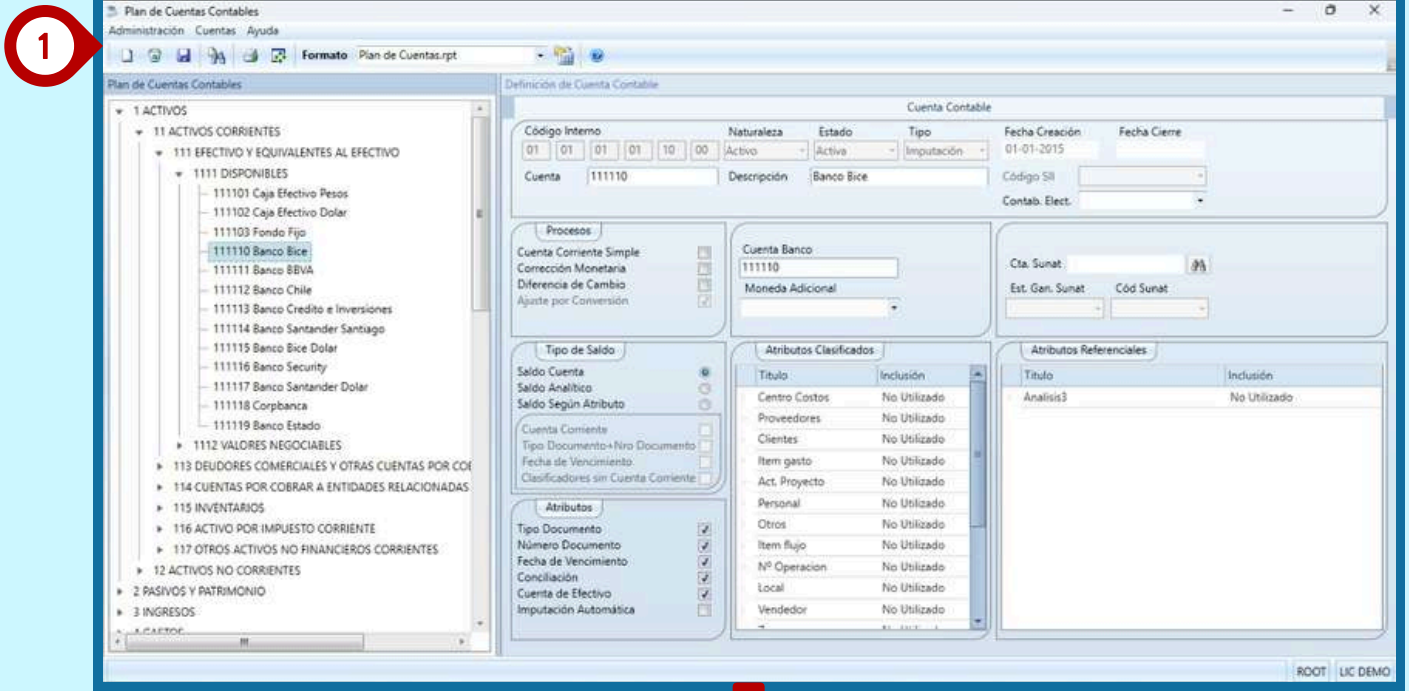 Plan de Cuentas Contables
Administración Cuentas Ayuda
1
Formato Plan de Cuentas.rpt
Plan de Cuentas Contables
1 ACTIVOS
11 ACTIVOS CORRIENTES
111 EFECTIVO Y EQUIVALENTES AL EFECTIVO
1111 DISPONIBLES
111101 Caja Efectivo Pesos
111102 Caja Efectivo Dolar
111103 Fondo Fijo
111110 Banco Bice
111111 Banco BBVA
111112 Banco Chile
111113 Banco Credito e Inversiones
111114 Banco Santander Santiago
111115 Banco Bice Dolar
111116 Banco Security
111117 Banco Santander Dolar
111118 Corpbanca
111119 Banco Estado
1112 VALORES NEGOCIABLES
113 DEUDORES COMERCIALES Y OTRAS CUENTAS POR
114 CUENTAS POR COBRAR A ENTIDADES RELACIONADAS
115 INVENTARIOS
116 ACTIVO POR IMPUESTO CORRIENTE
117 OTROS ACTIVOS NO FINANCIEROS CORRIENTES
12 ACTIVOS NO CORRIENTES
2 PASIVOS Y PATRIMONIO
3 INGRESOS
Definición de Cuenta Contable
Cuenta Contable
Código Interno Naturaleza Estado Tipo Fecha Creación Fecha Cierre
01 01 01 01 10 00 Activo Activa Imputación 01-01-2015
Cuenta 111110 Descripción Banco Bice Código SII
Contab. Elect.
Procesos
Cuenta Corriente Simple
Corrección Monetaria
Diferencia de Cambio
Ajuste por Conversión
Cuenta Banco
111110
Moneda Adicional
Cta. Sunat
Est. Gan. Sunat Cód Sunat
Tipo de Saldo
Saldo Cuenta
Saldo Analítico
Saldo Según Atributo
Cuenta Corriente
Tipo Documento+Nro Documento
Fecha de Vencimiento
Clasificadores sin Cuenta Corriente
Atributos
Tipo Documento
Número Documento
Fecha de Vencimiento
Conciliación
Cuenta de Efectivo
Imputación Automática
Atributos Clasificados
Titulo Inclusión
Centro Costos No Utilizado
Proveedores No Utilizado
Clientes No Utilizado
Item gasto No Utilizado
Act. Proyecto No Utilizado
Personal No Utilizado
Otros No Utilizado
Item flujo No Utilizado
Nº Operacion No Utilizado
Local No Utilizado
Vendedor No Utilizado
Atributos Referenciales
Titulo Inclusión
Analisis3 No Utilizado
ROOT LIC DEMO